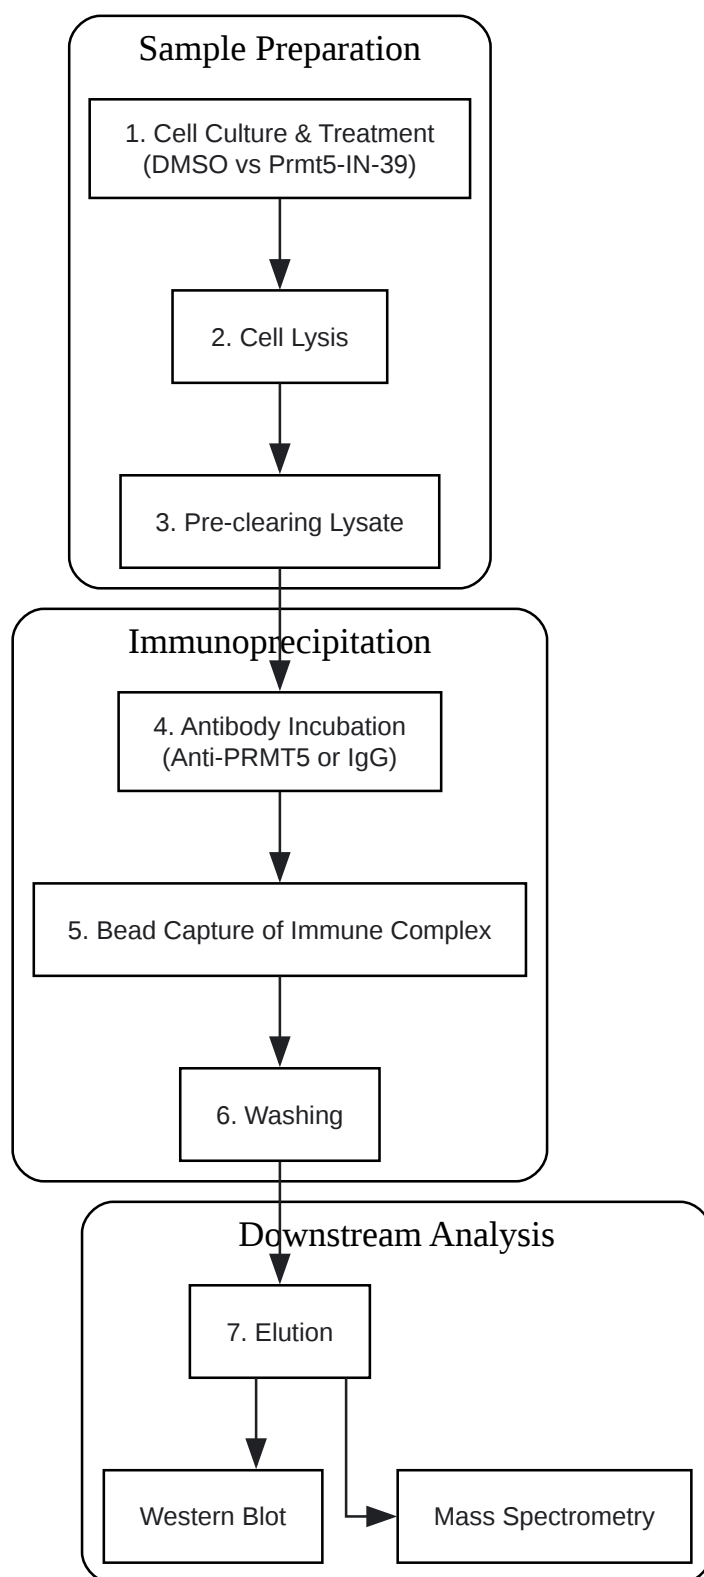 Sample Preparation
1. Cell Culture & Treatment
(DMSO vs Prmt5-IN-39)
2. Cell Lysis
3. Pre-clearing Lysate
Immunoprecipitation
4. Antibody Incubation
(Anti-PRMT5 or IgG)
5. Bead Capture of Immune Complex
6. Washing
Downstream Analysis
7. Elution
Western Blot
Mass Spectrometry